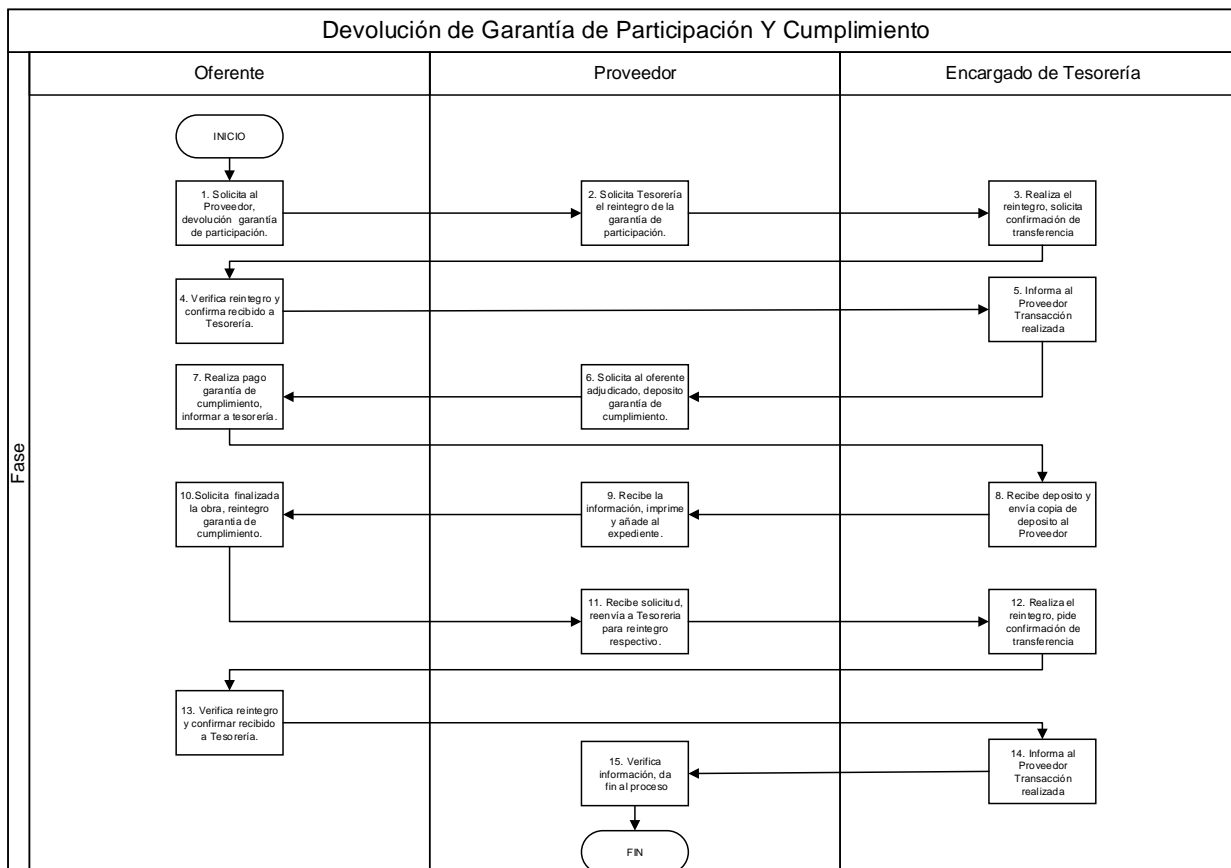 Devolución de Garantía de Participación Y Cumplimiento
Fase
Oferente
Proveedor
Encargado de Tesorería
INICIO
1. Solicita al
Proveedor,
devolución garantía
de participación.
2. Solicita Tesorería
el reintegro de la
garantía de
participación.
3. Realiza el
reintegro, solicita
confirmación de
transferencia
4. Verifica reintegro y
confirma recibido a
Tesorería.
5. Informa al
Proveedor
Transacción
realizada
7. Realiza pago
garantía de
cumplimiento,
informar a tesorería.
6. Solicita al oferente
adjudicado, deposito
garantía de
cumplimiento.
10.Solicita finalizada
la obra, reintegro
garantia de
cumplimiento.
9. Recibe la
información, imprime
y añade al
expediente.
8. Recibe deposito y
envía copia de
deposito al
Proveedor
11. Recibe solicitud,
reenvía a Tesoreria
para reintegro
respectivo.
12. Realiza el
reintegro, pide
confirmación de
transferencia
13. Verifica reintegro
y confirmar recibido
a Tesorería.
14. Informa al
Proveedor
Transacción
realizada
15. Verifica
información, da
fin al proceso
FIN